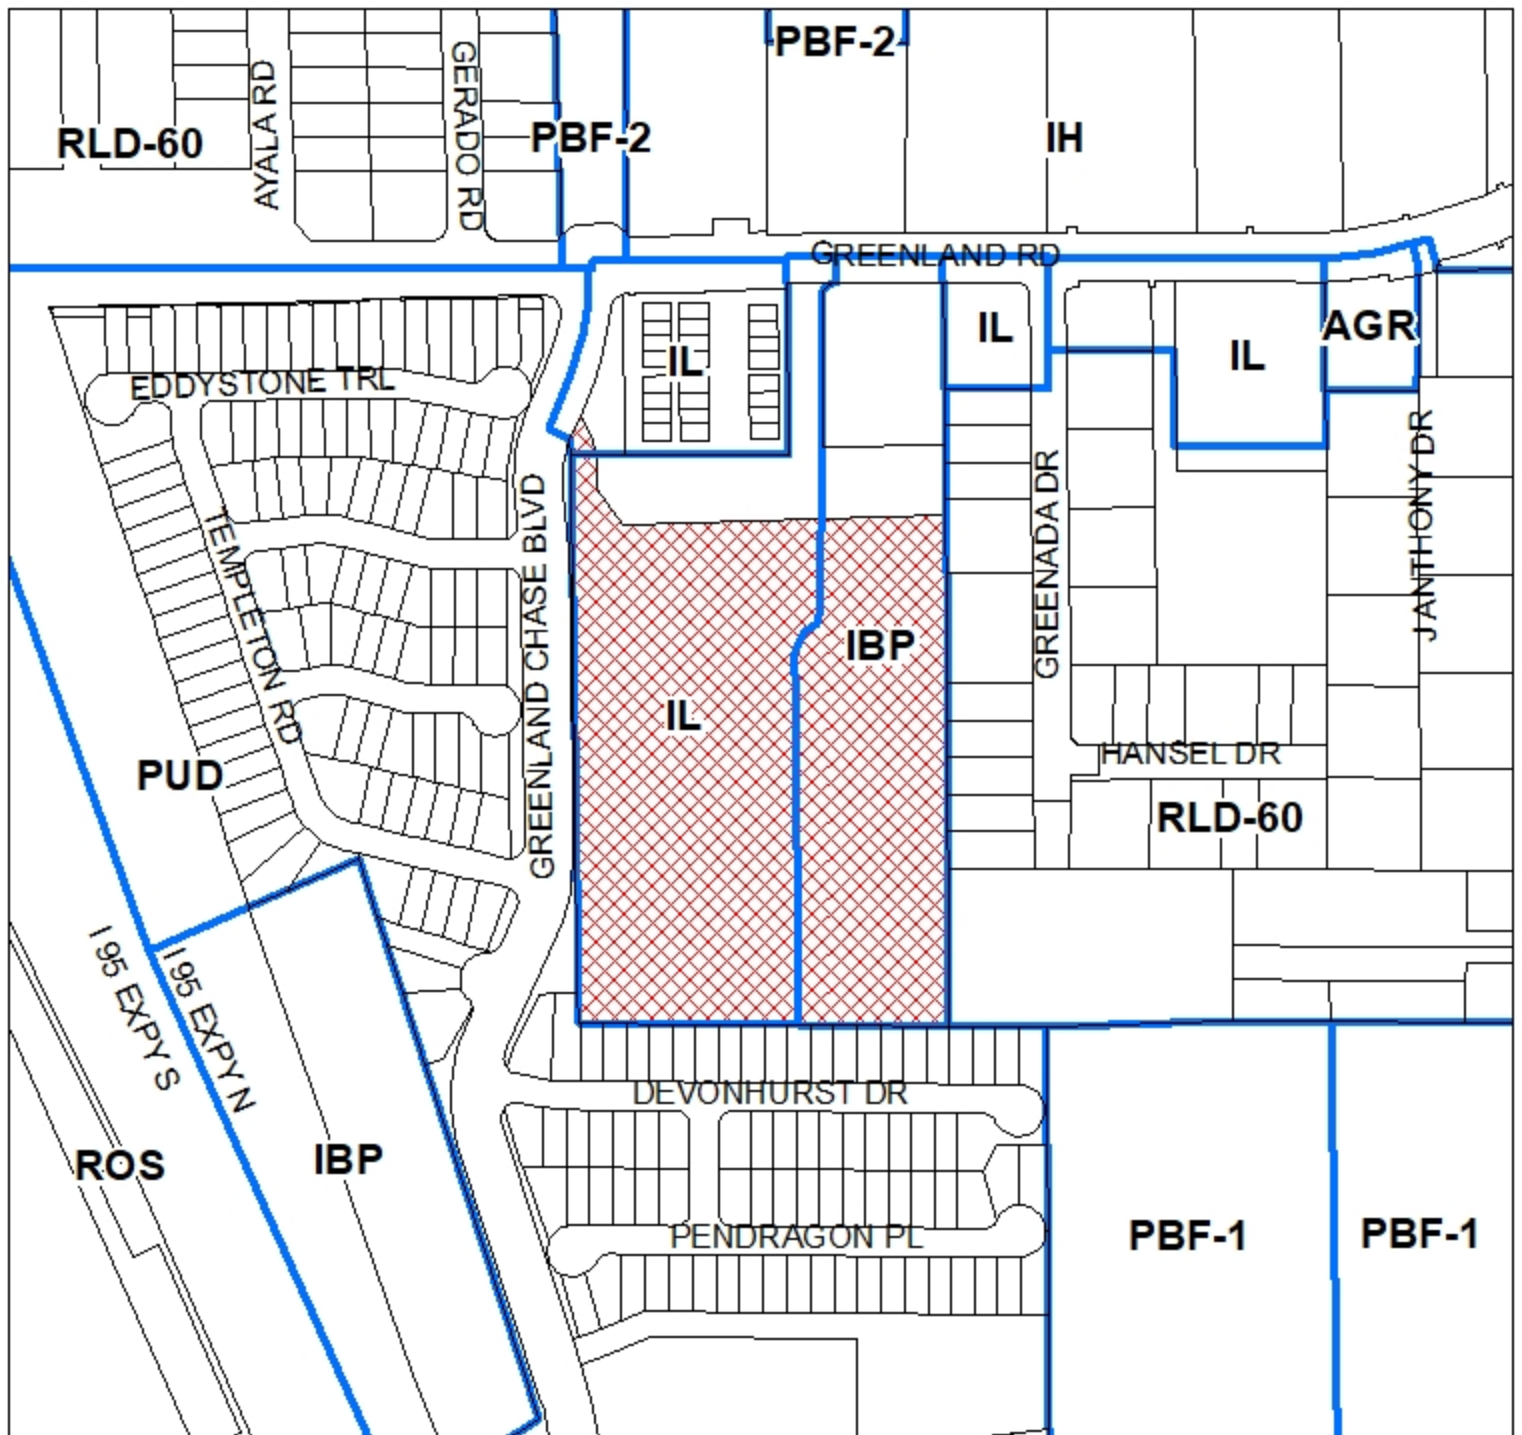 PBF-2
RLD-60
AYALA RD
GERADO RD
PBF-2
IH
GREENLAND RD
IL
IL
IL
AGR
EDDYSTONE TRL
TEMPLETON RD
GREENLAND CHASE BLVD
GREENADA DR
J ANTHONY DR
IBP
IL
PUD
HANSEL DR
RLD-60
I 95 EXPY S
I 95 EXPY N
DEVONHURST DR
ROS
IBP
PENDRAGON PL
PBF-1
PBF-1